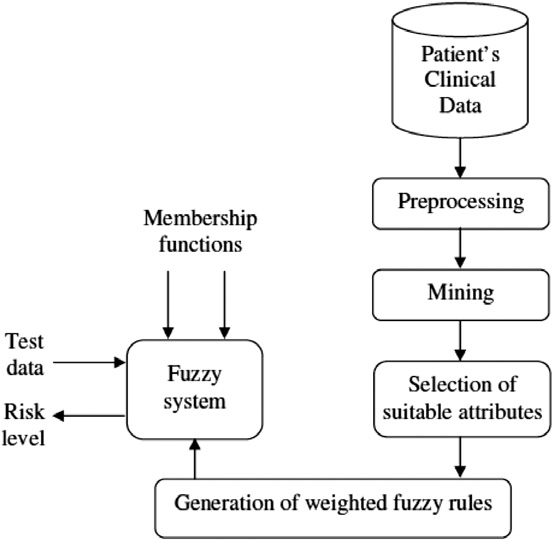 Patient's
Clinical
Data
Preprocessing
Mining
Selection of
suitable attributes
Generation of weighted fuzzy rules
Membership
functions
Test
data
Fuzzy
system
Risk
level